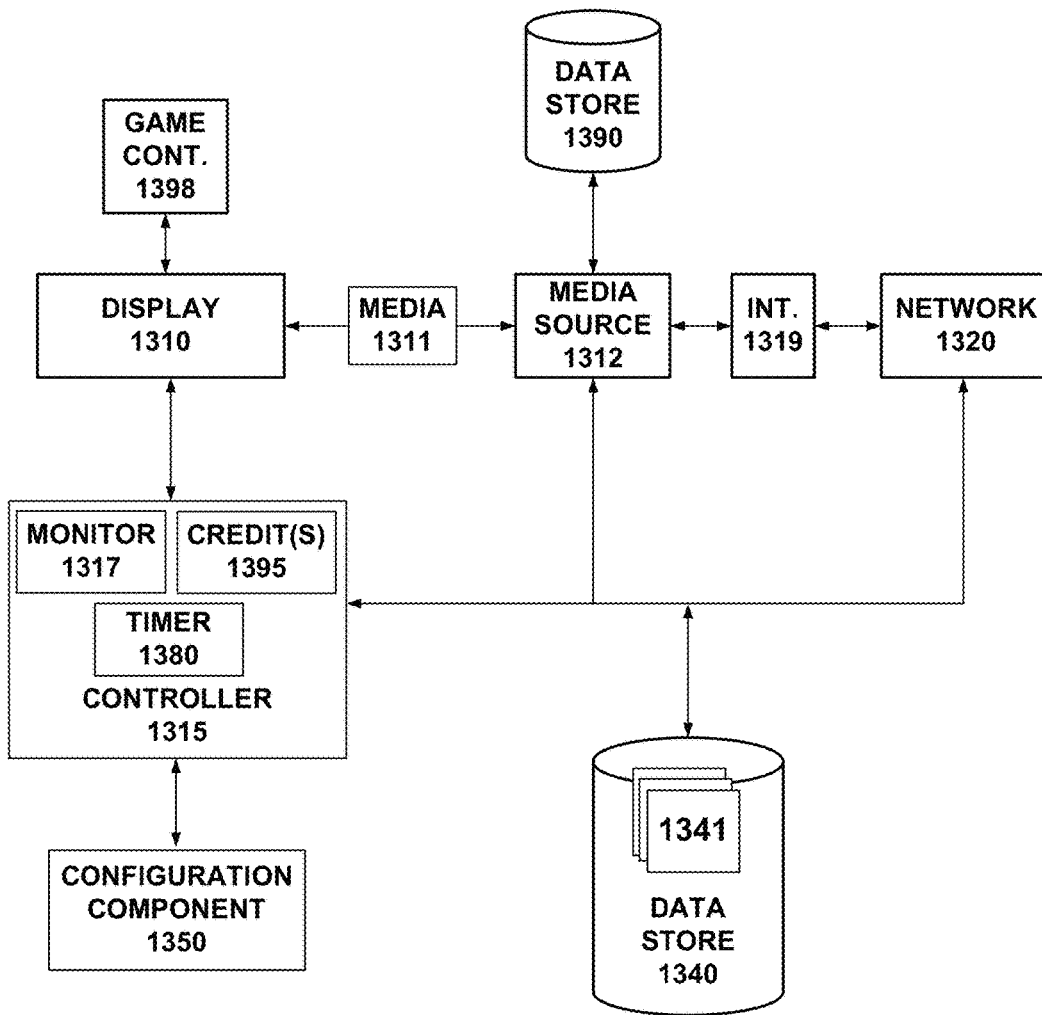 DATA
STORE
1390
GAME
CONT.
1398
DISPLAY
1310
MEDIA
1311
MEDIA
SOURCE
1312
INT.
1319
NETWORK
1320
MONITOR
1317
CREDIT(S)
1395
TIMER
1380
CONTROLLER
1315
CONFIGURATION
COMPONENT
1350
1341
DATA
STORE
1340